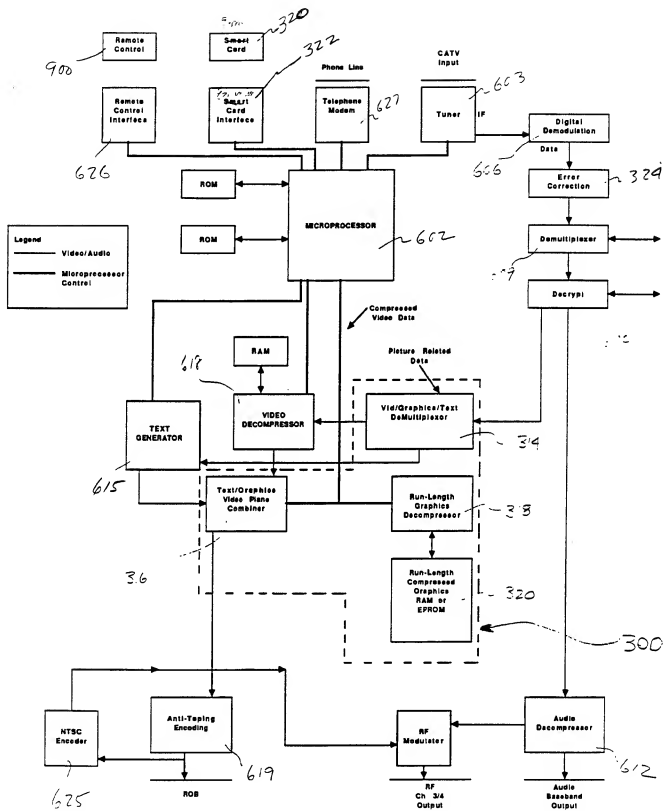 Remote
Control
900
Smart
Card
320
322
Phone Line
CATV
Input
603
Remote
Control
Interface
626
Smart
Card
Interface
Telephone
Modem
627
Tuner
IF
Digital
Demodulation
606
Data
Error
Correction
324
ROM
MICROPROCESSOR
602
ROM
Demultiplexer
Decrypt
Legend
Video/Audio
Microprocessor
Control
Compressed
Video Data
RAM
618
Picture Related
Data
TEXT
GENERATOR
615
VIDEO
DECOMPRESSOR
Vid/Graphics/Text
DeMultiplexor
314
Text/Graphics
Video Plane
Combiner
Run-Length
Graphics
Decompressor
318
Run-Length
Compressed
Graphics
RAM or
EPROM
320
300
NTSC
Encoder
625
Anti-Taping
Encoding
619
RF
Modulator
Audio
Decompressor
612
RGB
RF
Ch 3/4
Output
Audio
Baseband
Output